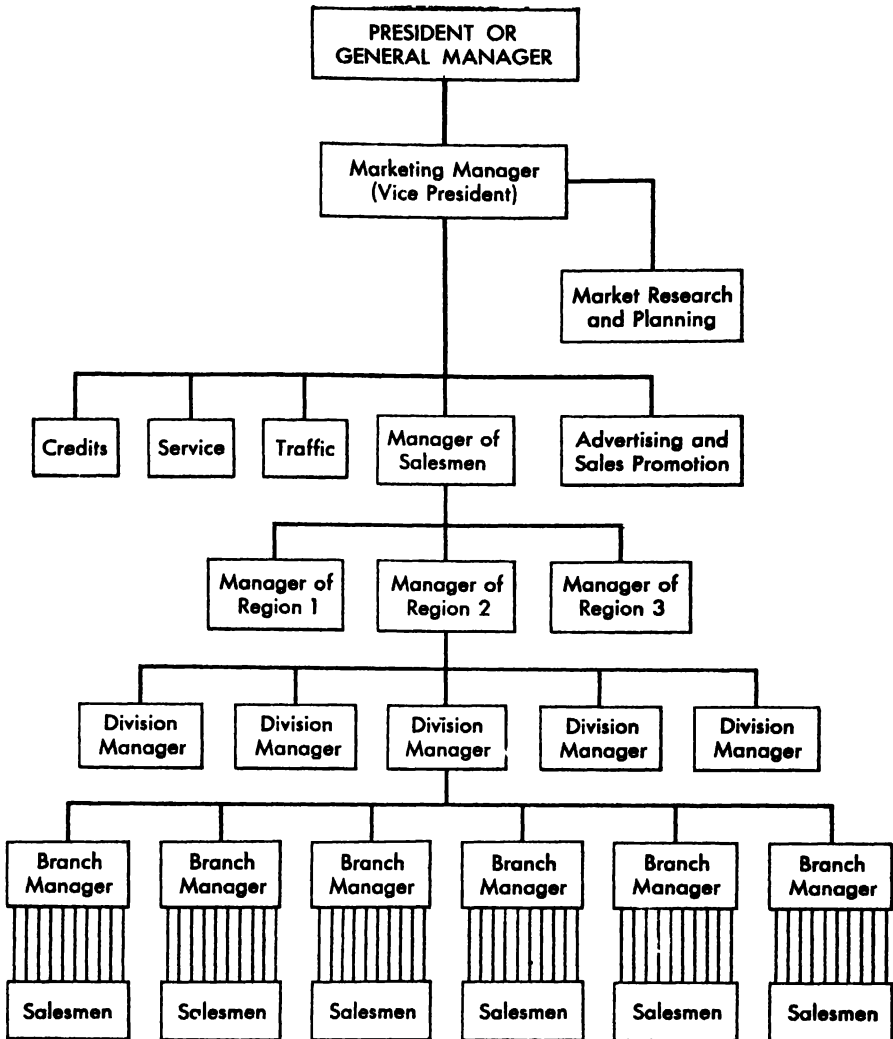 PRESIDENT OR
GENERAL MANAGER
Marketing Manager
(Vice President)
Market Research
and Planning
Credits
Service
Traffic
Manager of
Salesmen
Advertising and
Sales Promotion
Manager of
Region 1
Manager of
Region 2
Manager of
Region 3
Division
Manager
Division
Manager
Division
Manager
Division
Manager
Division
Manager
Branch
Manager
Branch
Manager
Branch
Manager
Branch
Manager
Branch
Manager
Branch
Manager
Salesmen
Salesmen
Salesmen
Salesmen
Salesmen
Salesmen